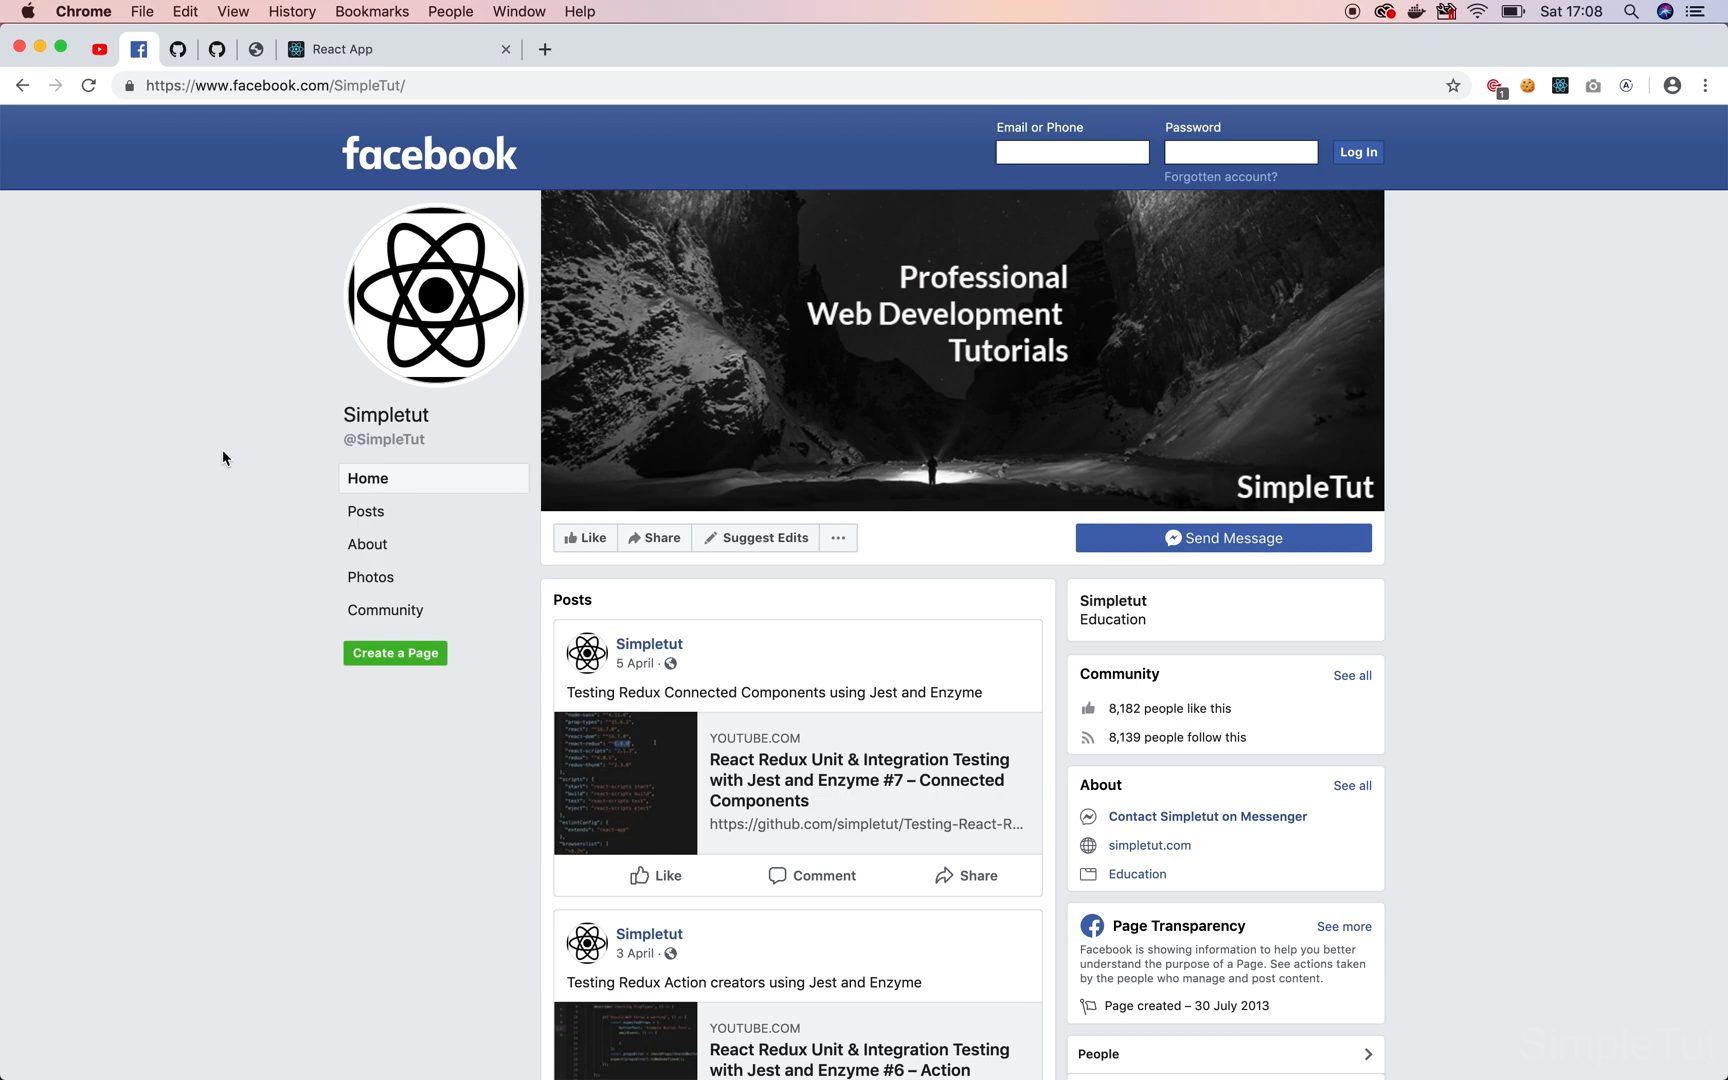 Chrome File Edit View History Bookmarks People Window Help
Sat 17:08
React App
https://www.facebook.com/SimpleTut/
1
facebook
Email or Phone
Password
Log In
Forgotten account?
Professional
Web Development
Tutorials
SimpleTut
Simpletut
@SimpleTut
Home
Posts
About
Photos
Community
Create a Page
Like
Share
Suggest Edits
Send Message
Posts
Simpletut
5 April
Testing Redux Connected Components using Jest and Enzyme
YOUTUBE.COM
React Redux Unit & Integration Testing
with Jest and Enzyme #7 – Connected
Components
https://github.com/simpletut/Testing-React-R...
Like
Comment
Share
Simpletut
3 April
Testing Redux Action creators using Jest and Enzyme
YOUTUBE.COM
React Redux Unit & Integration Testing
with Jest and Enzyme #6 – Action
Simpletut
Education
Community
See all
8,182 people like this
8,139 people follow this
About
See all
Contact Simpletut on Messenger
simpletut.com
Education
Page Transparency
See more
Facebook is showing information to help you better
understand the purpose of a Page. See actions taken
by the people who manage and post content.
Page created – 30 July 2013
People